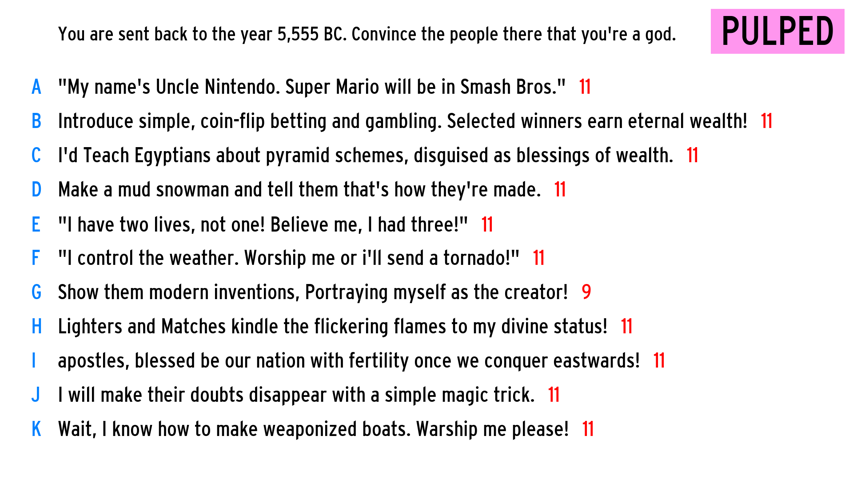 You are sent back to the year 5,555 BC. Convince the people there that you're a god.
PULPED
A "My name's Uncle Nintendo. Super Mario will be in Smash Bros." 11
B Introduce simple, coin-flip betting and gambling. Selected winners earn eternal wealth! 11
C I'd Teach Egyptians about pyramid schemes, disguised as blessings of wealth. 11
D Make a mud snowman and tell them that's how they're made. 11
E "I have two lives, not one! Believe me, I had three!" 11
F "I control the weather. Worship me or i'll send a tornado!" 11
G Show them modern inventions, Portraying myself as the creator! 9
H Lighters and Matches kindle the flickering flames to my divine status! 11
I apostles, blessed be our nation with fertility once we conquer eastwards! 11
J I will make their doubts disappear with a simple magic trick. 11
K Wait, I know how to make weaponized boats. Warship me please! 11